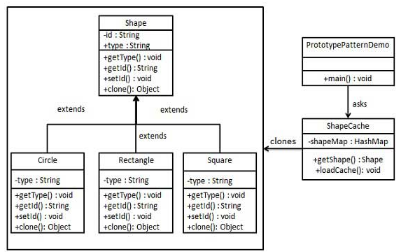 Shape
-id : String
+type : String
+getType() : void
+getId() : String
+setId() : void
+clone(): Object
PrototypePatternDemo
+main() : void
extends
extends
extends
asks
ShapeCache
-shapeMap : HashMap
+getShape() : Shape
+loadCache(): void
clones
Circle
-type : String
+getType() : void
+getId() : String
+setId() : void
+clone(): Object
Rectangle
-type : String
+getType() : void
+getId() : String
+setId() : void
+clone(): Object
Square
-type : String
+getType() : void
+getId() : String
+setId() : void
+clone(): Object